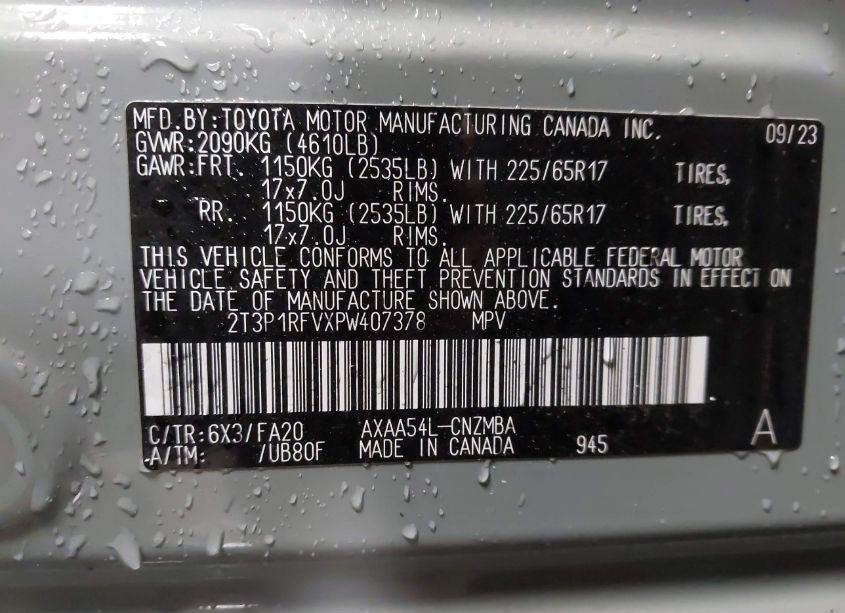 MFD.BY:TOYOTA MOTOR MANUFACTURING CANADA INC. 09/23
GVWR:2090KG (4610LB)
GAWR:FRT. 1150KG (2535LB) WITH 225/65R17 TIRES,
17x7.0J RIMS.
RR. 1150KG (2535LB) WITH 225/65R17 TIRES,
17x7.0J RIMS.
THIS VEHICLE CONFORMS TO ALL APPLICABLE FEDERAL MOTOR
VEHICLE SAFETY AND THEFT PREVENTION STANDARDS IN EFFECT ON
THE DATE OF MANUFACTURE SHOWN ABOVE.
2T3P1RFVXPW407378 MPV
C/TR:6X3/FA20 AXAA54L-CNZMBA A
-A/TM: /UB80F MADE IN CANADA 945